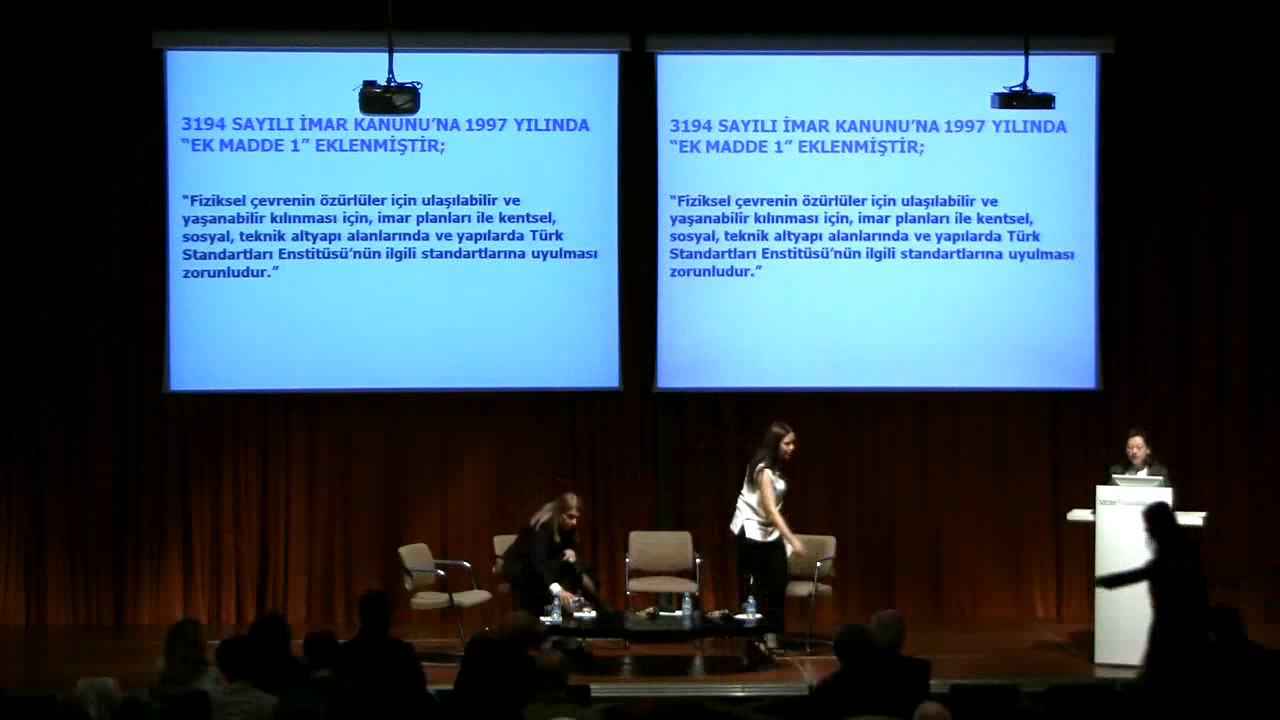 3194 SAYILI İMAR KANUNU’NA 1997 YILINDA
“EK MADDE 1” EKLENMİŞTİR;
“Fiziksel çevrenin özürlüler için ulaşılabilir ve
yaşanabilir kılınması için, imar planları ile kentsel,
sosyal, teknik altyapı alanlarında ve yapılarda Türk
Standartları Enstitüsü’nün ilgili standartlarına uyulması
zorunludur.”
3194 SAYILI İMAR KANUNU’NA 1997 YILINDA
“EK MADDE 1” EKLENMİŞTİR;
“Fiziksel çevrenin özürlüler için ulaşılabilir ve
yaşanabilir kılınması için, imar planları ile kentsel,
sosyal, teknik altyapı alanlarında ve yapılarda Türk
Standartları Enstitüsü’nün ilgili standartlarına uyulması
zorunludur.”